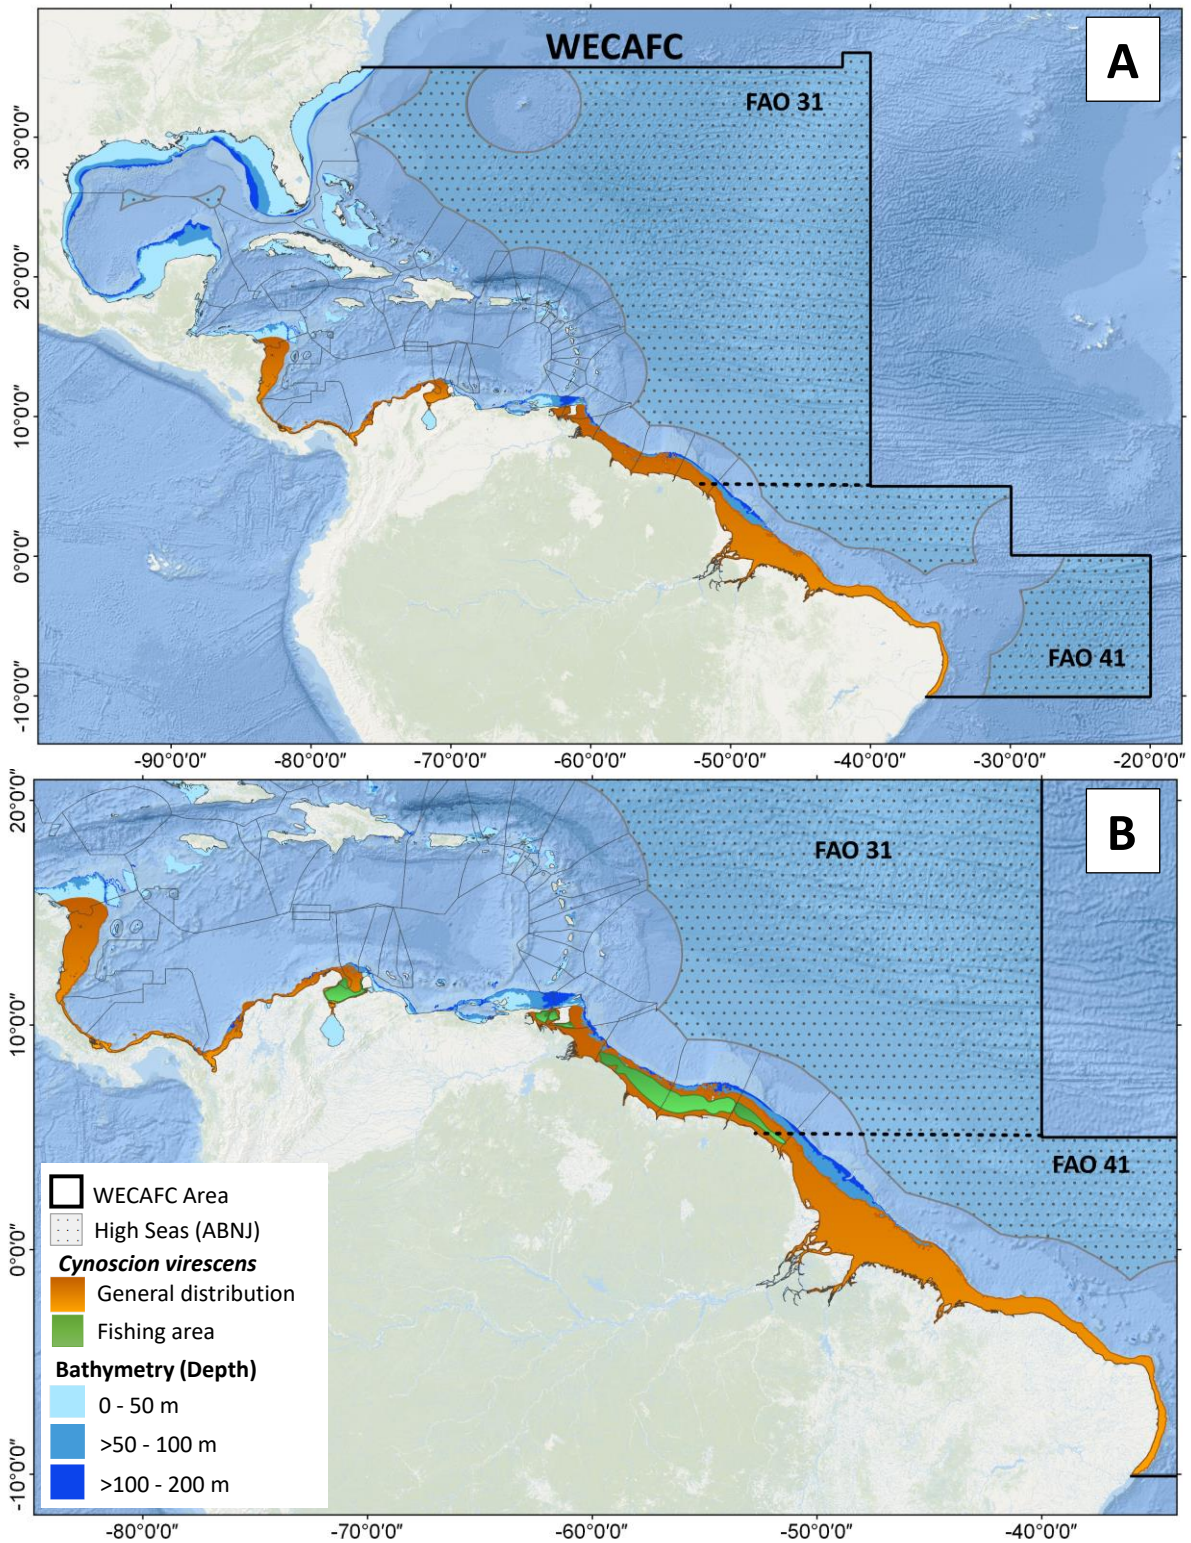 WECAFC
A
FAO 31
FAO 41
30°0'0"
20°0'0"
10°0'0"
0°0'0"
-10°0'0"
-90°0'0"
-80°0'0"
-70°0'0"
-60°0'0"
-50°0'0"
-40°0'0"
-30°0'0"
-20°0'0"
B
FAO 31
FAO 41
20°0'0"
10°0'0"
0°0'0"
-10°0'0"
WECAFC Area
High Seas (ABNJ)
Cynoscion virescens
General distribution
Fishing area
Bathymetry (Depth)
0 - 50 m
>50 - 100 m
>100 - 200 m
-80°0'0"
-70°0'0"
-60°0'0"
-50°0'0"
-40°0'0"